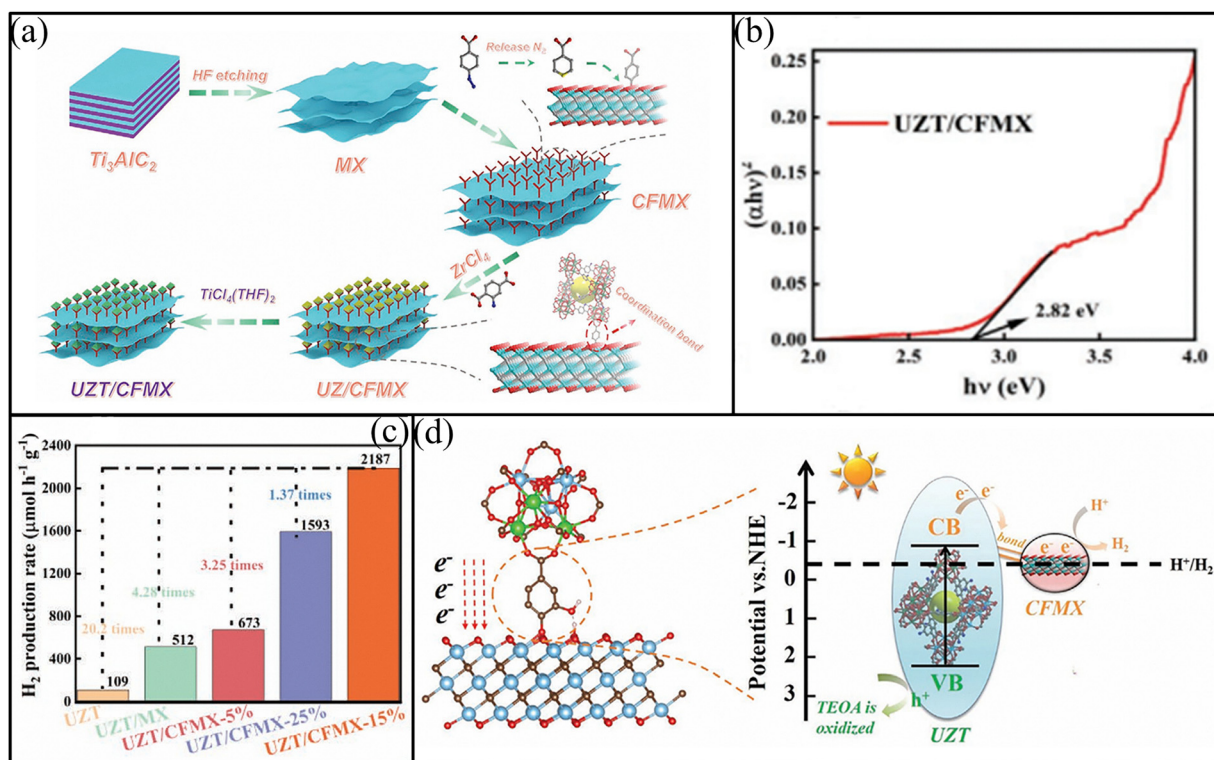 (a)
HF etching
Release N₂
Ti₃AlC₂
MX
CFMX
ZrCl₄
Coordination bond
TiCl₄(THF)₂
UZT/CFMX
UZ/CFMX
(b)
0.25
0.20
0.15
0.10
0.05
0.00
(αhν)²
UZT/CFMX
2.82 eV
2.0 2.5 3.0 3.5 4.0
hν (eV)
(c)
2400
2000
1600
1200
800
400
0
H₂ production rate (μmol h⁻¹ g⁻¹)
2187
1.37 times
1593
3.25 times
4.28 times
673
20.2 times
512
109
UZT
UZT/MX
UZT/CFMX-5%
UZT/CFMX-25%
UZT/CFMX-15%
(d)
e⁻
e⁻
e⁻
Potential vs.NHE
-2
-1
0
1
2
3
e⁻ e⁻
CB
bond
H⁺
e⁻ e⁻
H₂
H⁺/H₂
CFMX
VB
h⁺
TEOA is
oxidized
UZT